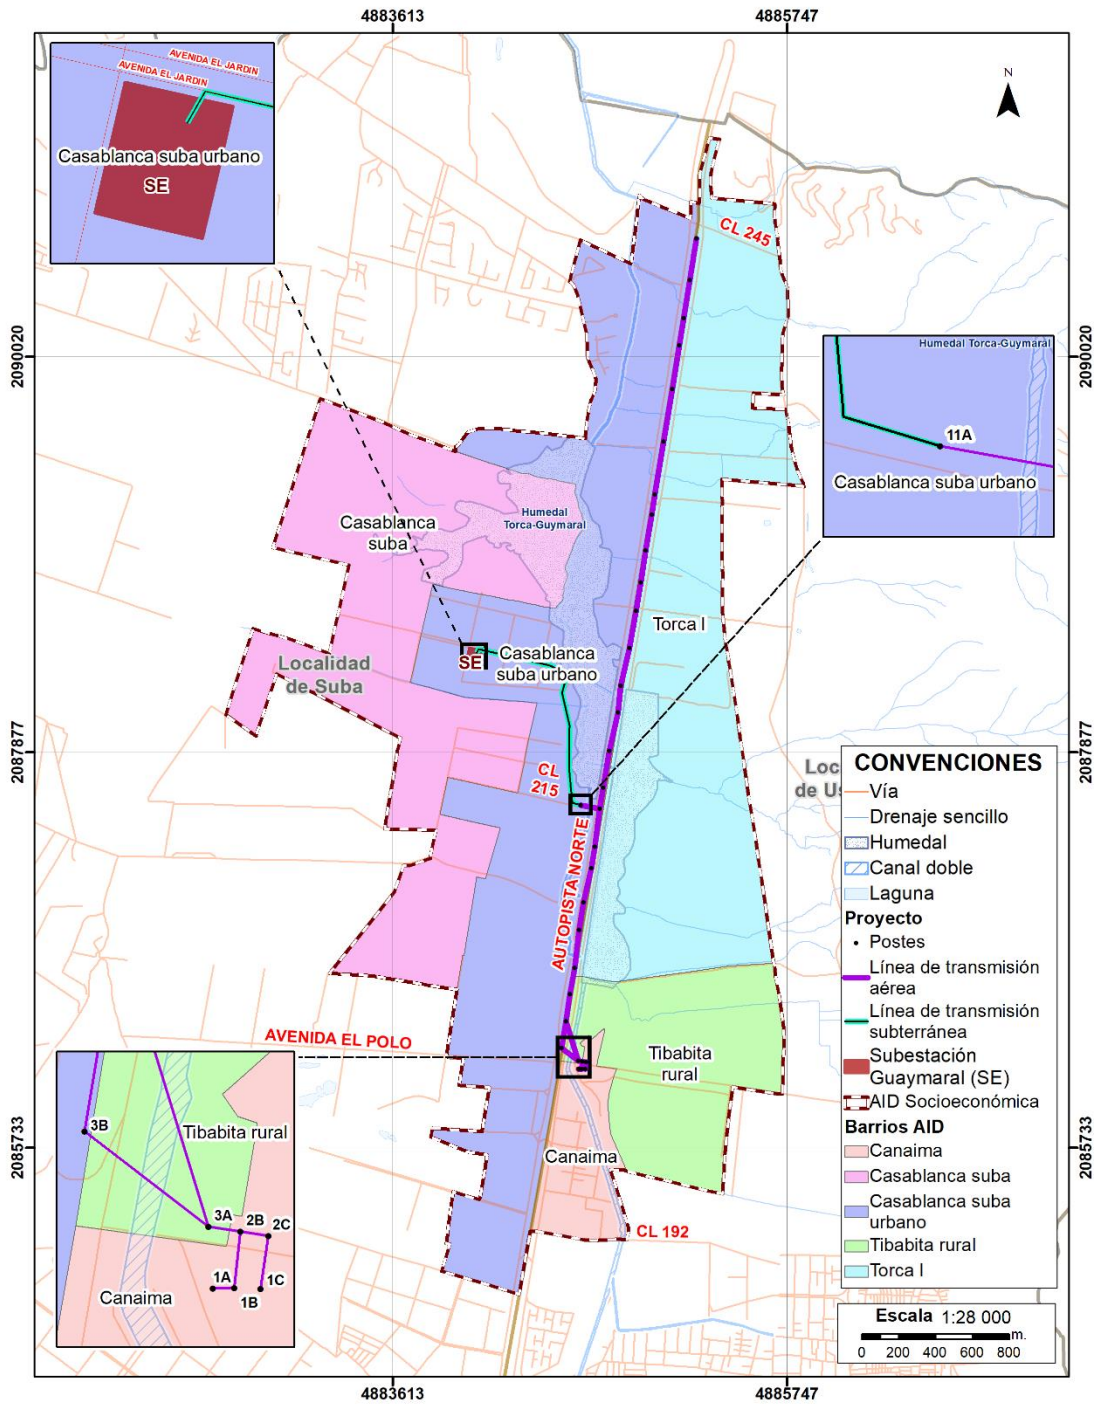 4883613
4885747
AVENIDA EL JARDIN
AVENIDA EL JARDIN
Casablanca suba urbano
SE
N
CL 245
2090020
2090020
Humedal Torca-Guymaral
11A
Casablanca suba urbano
Casablanca
suba
Humedal
Torca-Guymaral
Torca I
SE
Casablanca
suba urbano
Localidad
de Suba
2087877
2087877
CL
215
AUTOPISTA NORTE
Loc
de Us
CONVENCIONES
Vía
Drenaje sencillo
Humedal
Canal doble
Laguna
Proyecto
Postes
Línea de transmisión
aérea
Línea de transmisión
subterránea
Subestación
Guaymaral (SE)
AID Socioeconómica
Barrios AID
Canaima
Casablanca suba
Casablanca suba
urbano
Tibabita rural
Torca I
AVENIDA EL POLO
Tibabita
rural
Canaima
CL 192
3B
Tibabita rural
3A
2B
2C
1A
1B
1C
Canaima
2085733
2085733
Escala 1:28 000
0 200 400 600 800 m.
4883613
4885747